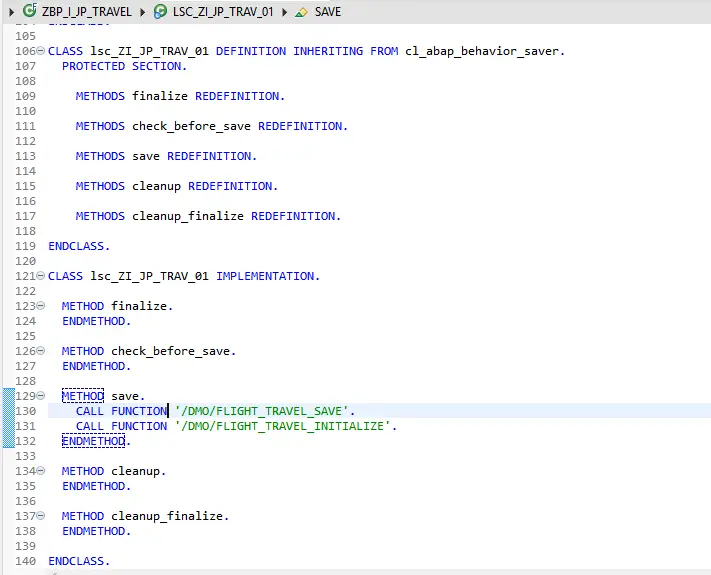 ZBP_I_JP_TRAVEL LSC_ZI_JP_TRAV_01 SAVE
105
106 CLASS lsc_ZI_JP_TRAV_01 DEFINITION INHERITING FROM cl_abap_behavior_saver.
107 PROTECTED SECTION.
108
109 METHODS finalize REDEFINITION.
110
111 METHODS check_before_save REDEFINITION.
112
113 METHODS save REDEFINITION.
114
115 METHODS cleanup REDEFINITION.
116
117 METHODS cleanup_finalize REDEFINITION.
118
119 ENDCLASS.
120
121 CLASS lsc_ZI_JP_TRAV_01 IMPLEMENTATION.
122
123 METHOD finalize.
124 ENDMETHOD.
125
126 METHOD check_before_save.
127 ENDMETHOD.
128
129 METHOD save.
130 CALL FUNCTION '/DMO/FLIGHT_TRAVEL_SAVE'.
131 CALL FUNCTION '/DMO/FLIGHT_TRAVEL_INITIALIZE'.
132 ENDMETHOD.
133
134 METHOD cleanup.
135 ENDMETHOD.
136
137 METHOD cleanup_finalize.
138 ENDMETHOD.
139
140 ENDCLASS.